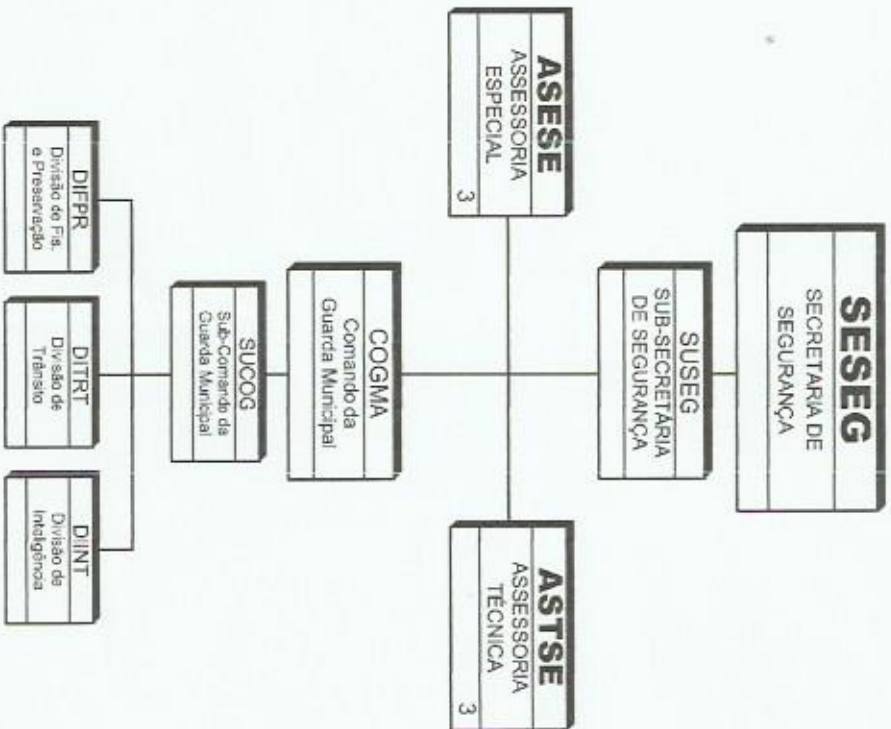 SESEG
SECRETARIA DE
SEGURANÇA
SUSEG
SUB-SECRETÁRIA
DE SEGURANÇA
ASESE
ASSESSORIA
ESPECIAL
3
ASTSE
ASSESSORIA
TÉCNICA
3
COGMA
Comando da
Guarda Municipal
SUCOG
Sub-Comando da
Guarda Municipal
DIFPR
Divisão de Fis.
e Preservação
DITRT
Divisão de
Trânsito
DIINT
Divisão de
Inteligência